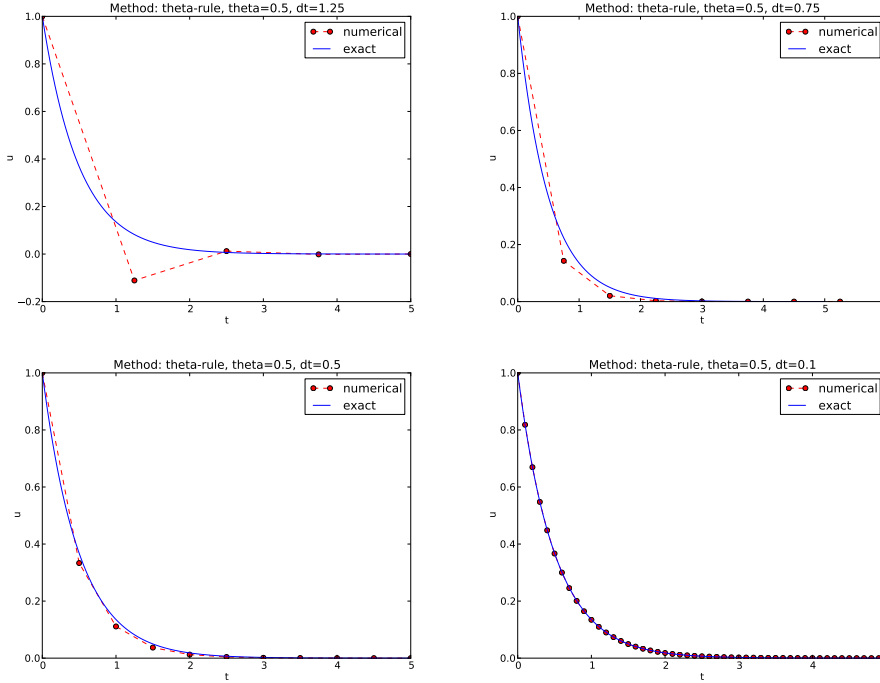 Method: theta-rule, theta=0.5, dt=1.25
numerical
exact
1.0
0.8
0.6
0.4
0.2
0.0
−0.2
u
0 1 2 3 4 5
t
Method: theta-rule, theta=0.5, dt=0.75
numerical
exact
1.0
0.8
0.6
0.4
0.2
0.0
u
0 1 2 3 4 5
t
Method: theta-rule, theta=0.5, dt=0.5
numerical
exact
1.0
0.8
0.6
0.4
0.2
0.0
u
0 1 2 3 4 5
t
Method: theta-rule, theta=0.5, dt=0.1
numerical
exact
1.0
0.8
0.6
0.4
0.2
0.0
u
0 1 2 3 4
t